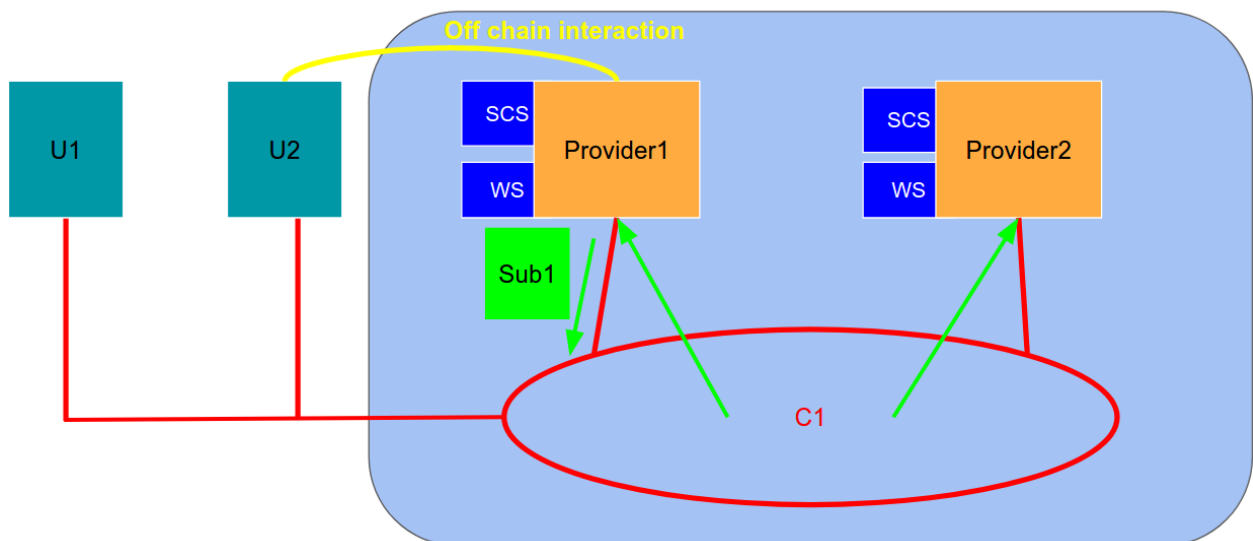 Off chain interaction
U1
U2
SCS
Provider1
WS
SCS
Provider2
WS
Sub1
C1